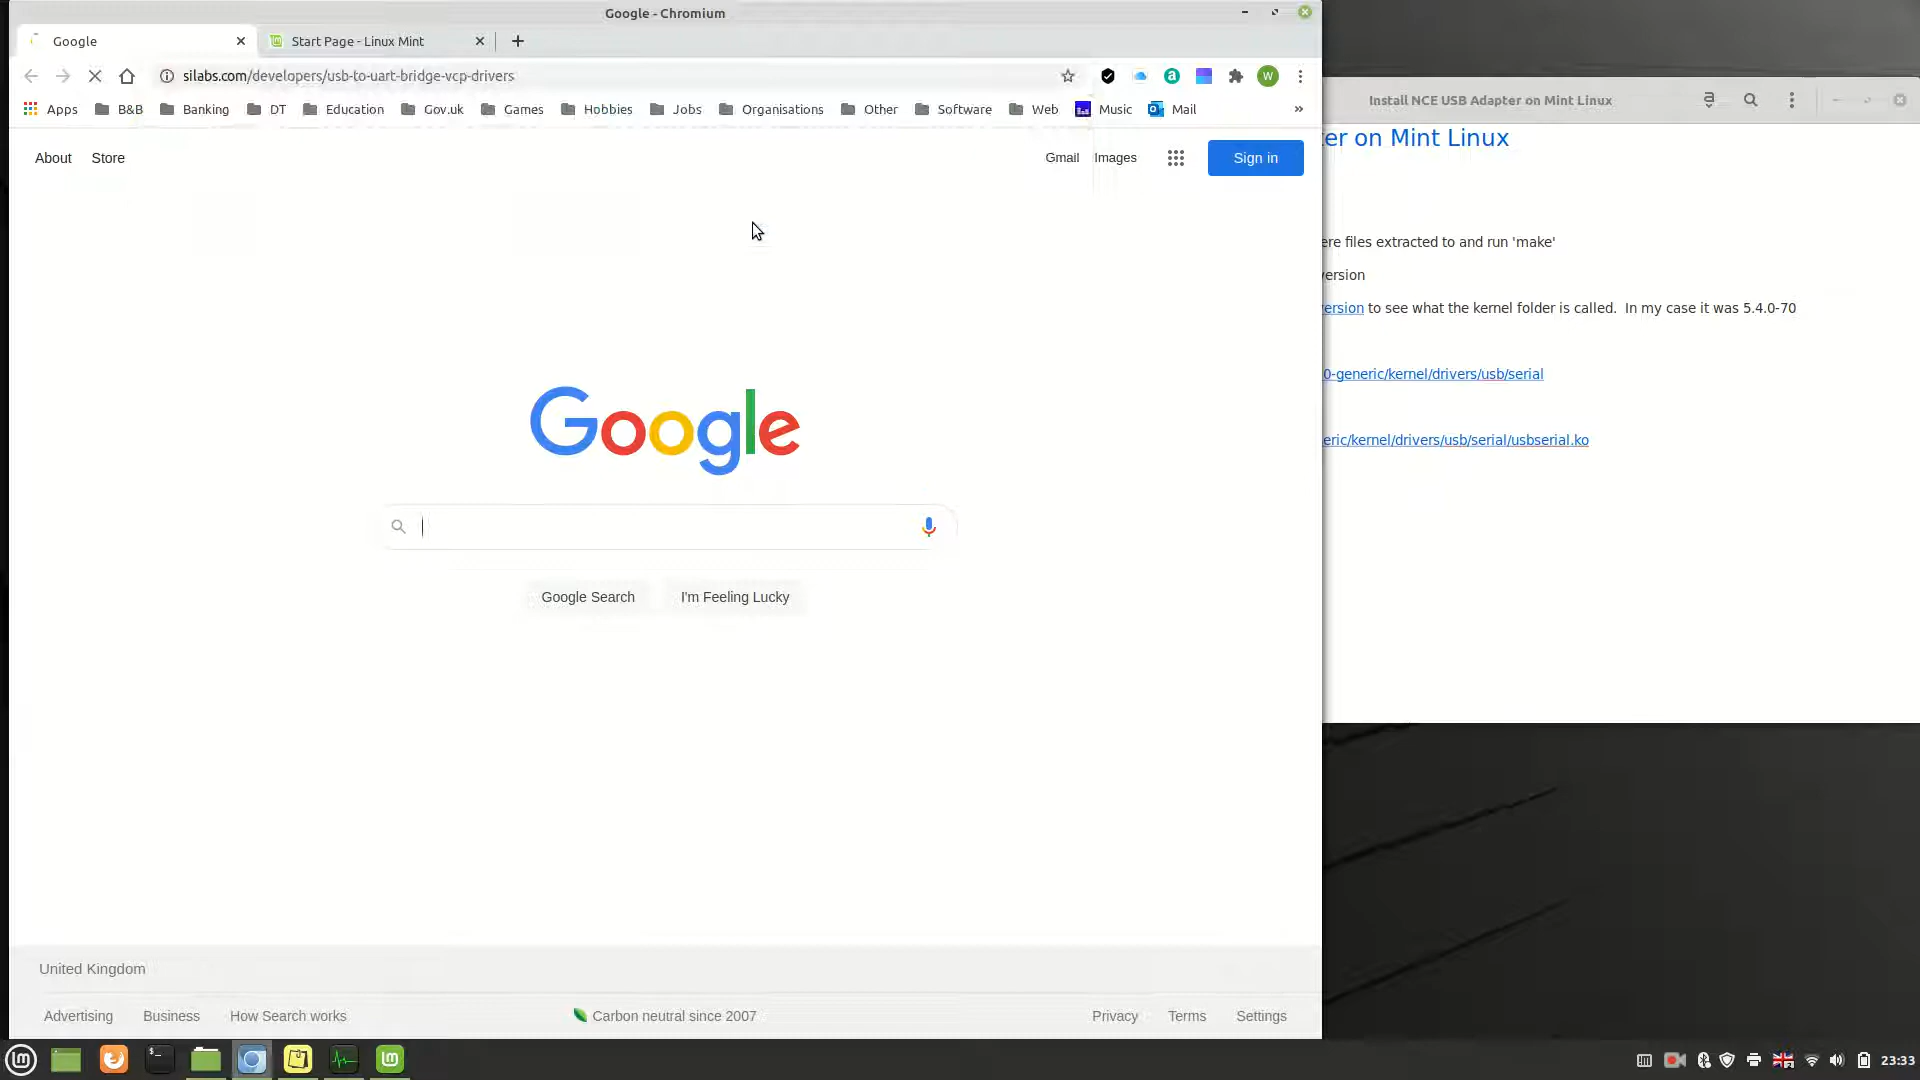 Google - Chromium
Google
Start Page - Linux Mint
silabs.com/developers/usb-to-uart-bridge-vcp-drivers
W
Apps B&B Banking DT Education Gov.uk Games Hobbies Jobs Organisations Other Software Web Music Mail »
About Store
Gmail Images
Sign in
Google
Google Search I'm Feeling Lucky
United Kingdom
Advertising Business How Search works
Carbon neutral since 2007
Privacy Terms Settings
Install NCE USB Adapter on Mint Linux
er on Mint Linux
ere files extracted to and run 'make'
version
ersion to see what the kernel folder is called. In my case it was 5.4.0-70
0-generic/kernel/drivers/usb/serial
eric/kernel/drivers/usb/serial/usbserial.ko
23:33